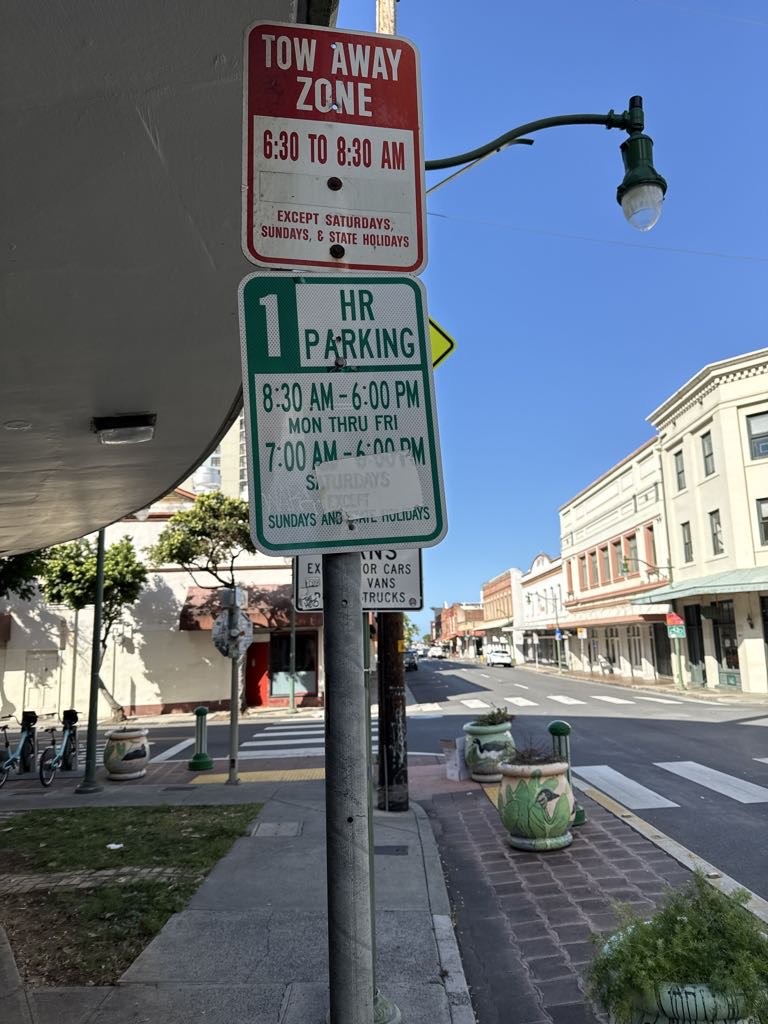 TOW AWAY
ZONE
6:30 TO 8:30 AM
EXCEPT SATURDAYS,
SUNDAYS, & STATE HOLIDAYS
1 HR
PARKING
8:30 AM - 6:00 PM
MON THRU FRI
7:00 AM - 6:00 PM
SATURDAYS
EXCEPT
SUNDAYS AND STATE HOLIDAYS
OR CARS
VANS